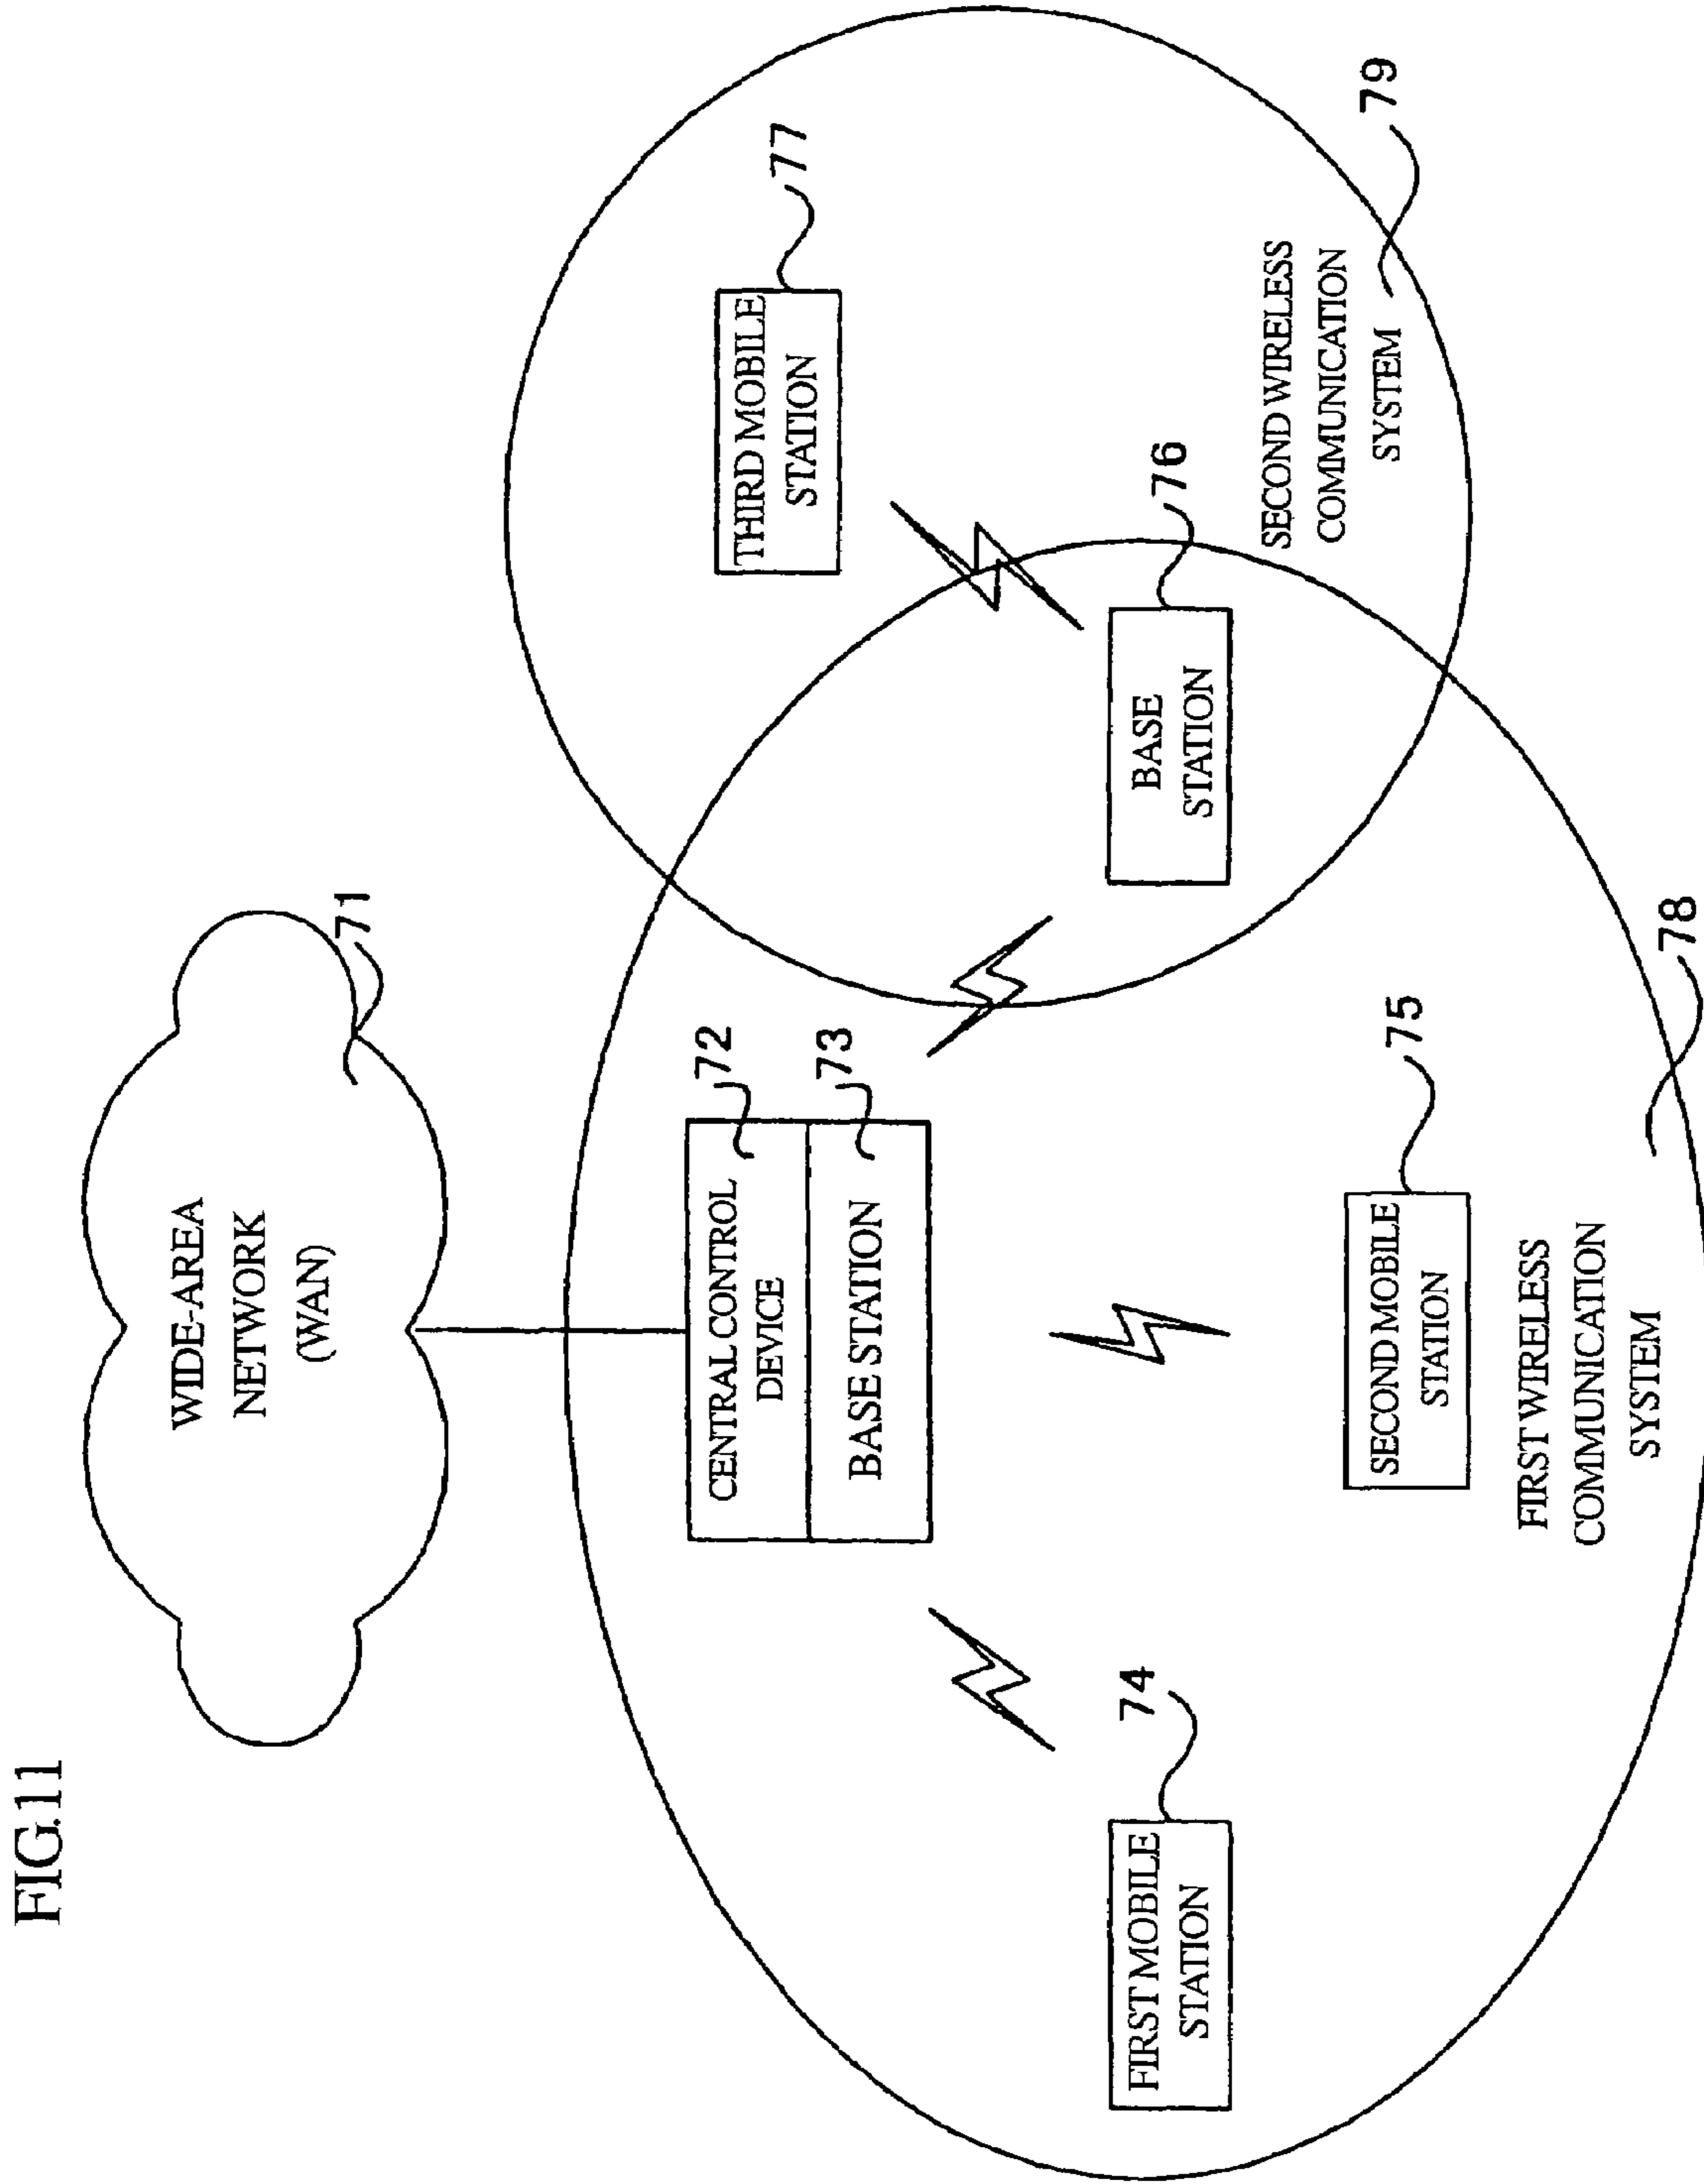 FIG.11
WIDE-AREA
NETWORK
(WAN)
71
CENTRAL CONTROL
DEVICE
72
BASE STATION
73
FIRST MOBILE
STATION
74
SECOND MOBILE
STATION
75
BASE
STATION
76
THIRD MOBILE
STATION
77
FIRST WIRELESS
COMMUNICATION
SYSTEM
78
SECOND WIRELESS
COMMUNICATION
SYSTEM
79